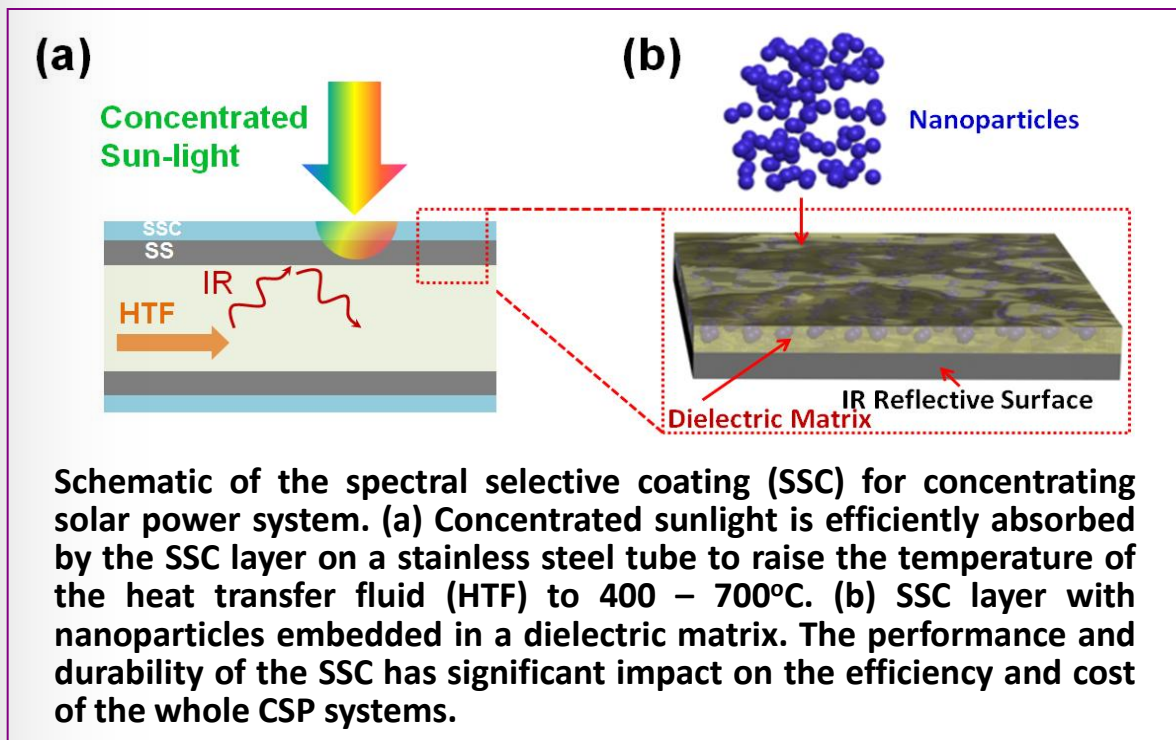 (a)
Concentrated
Sun-light
SSC
SS
IR
HTF
(b)
Nanoparticles
IR Reflective Surface
Dielectric Matrix
Schematic of the spectral selective coating (SSC) for concentrating
solar power system. (a) Concentrated sunlight is efficiently absorbed
by the SSC layer on a stainless steel tube to raise the temperature of
the heat transfer fluid (HTF) to 400 – 700ºC. (b) SSC layer with
nanoparticles embedded in a dielectric matrix. The performance and
durability of the SSC has significant impact on the efficiency and cost
of the whole CSP systems.